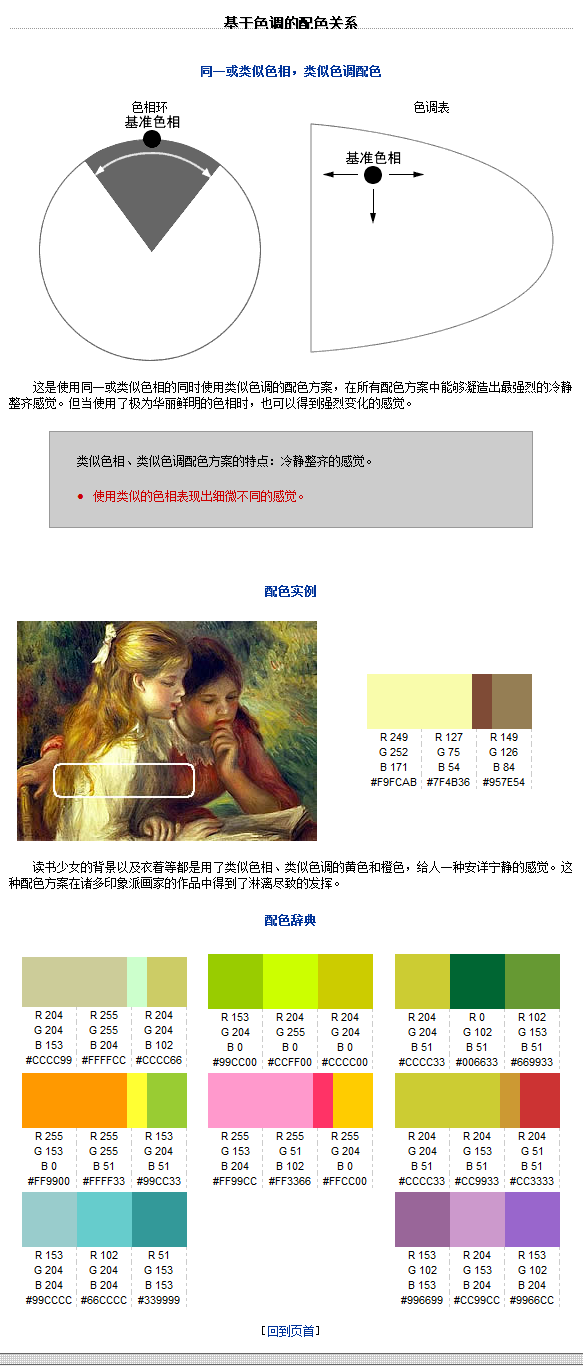 基于色调的配色关系
同一或类似色相，类似色调配色
色相环
色调表
基准色相
基准色相
这是使用同一或类似色相的同时使用类似色调的配色方案，在所有配色方案中能够凝造出最强烈的冷静
整齐感觉。但当使用了极为华丽鲜明的色相时，也可以得到强烈变化的感觉。
类似色相、类似色调配色方案的特点：冷静整齐的感觉。
● 使用类似的色相表现出细微不同的感觉。
配色实例
R 249 R 127 R 149
G 252 G 75 G 126
B 171 B 54 B 84
#F9FCAB #7F4B36 #957E54
读书少女的背景以及衣着等都是用了类似色相、类似色调的黄色和橙色，给人一种安详宁静的感觉。这
种配色方案在诸多印象派画家的作品中得到了淋漓尽致的发挥。
配色辞典
R 204 R 255 R 204
G 204 G 255 G 204
B 153 B 204 B 102
#CCCC99 #FFFFCC #CCCC66
R 153 R 204 R 204
G 204 G 255 G 204
B 0 B 0 B 0
#99CC00 #CCFF00 #CCCC00
R 204 R 0 R 102
G 204 G 102 G 153
B 51 B 51 B 51
#CCCC33 #006633 #669933
R 255 R 255 R 153
G 153 G 255 G 204
B 0 B 51 B 51
#FF9900 #FFFF33 #99CC33
R 255 R 255 R 255
G 153 G 51 G 204
B 204 B 102 B 0
#FF99CC #FF3366 #FFCC00
R 204 R 204 R 204
G 204 G 153 G 51
B 51 B 51 B 51
#CCCC33 #CC9933 #CC3333
R 153 R 102 R 51
G 204 G 204 G 153
B 204 B 204 B 153
#99CCCC #66CCCC #339999
R 153 R 204 R 153
G 102 G 153 G 102
B 153 B 204 B 204
#996699 #CC99CC #9966CC
[回到页首]